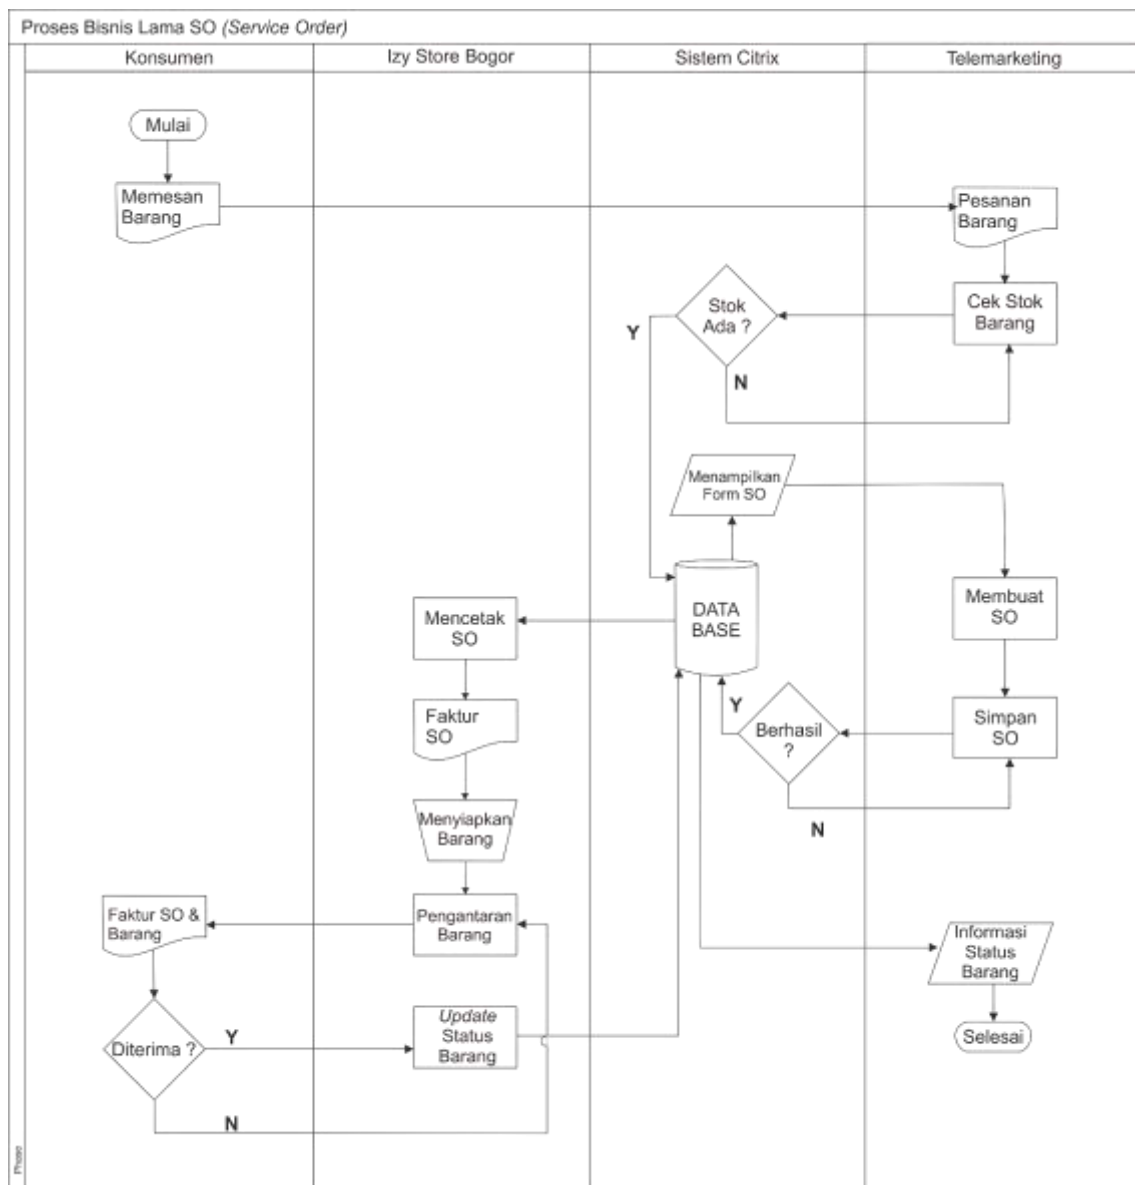 Proses Bisnis Lama SO (Service Order)
Konsumen
Izy Store Bogor
Sistem Citrix
Telemarketing
Mulai
Memesan
Barang
Pesanan
Barang
Stok
Ada ?
Cek Stok
Barang
Y
N
Menampilkan
Form SO
DATA
BASE
Membuat
SO
Mencetak
SO
Simpan
SO
Berhasil
?
Y
N
Faktur
SO
Menyiapkan
Barang
Pengantaran
Barang
Faktur SO &
Barang
Informasi
Status
Barang
Diterima ?
Y
N
Update
Status
Barang
Selesai
Phase